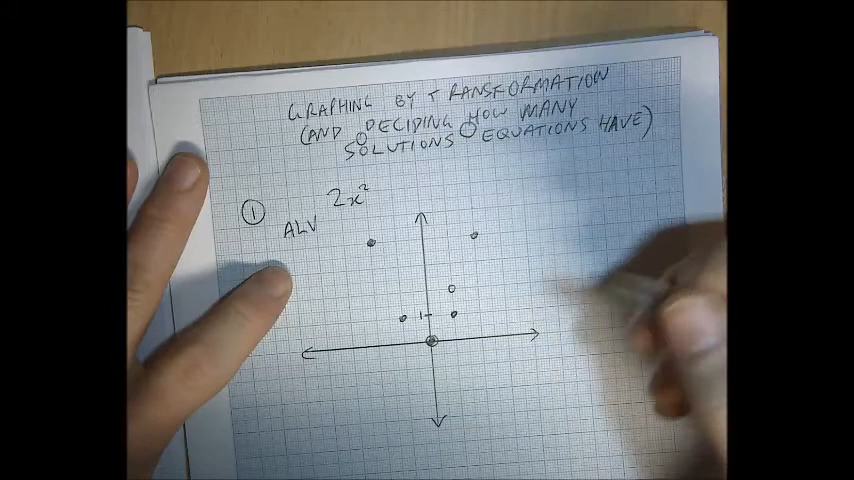 GRAPHING BY TRANSFORMATION
(AND DECIDING HOW MANY
SOLUTIONS EQUATIONS HAVE)
① 2x²
ALV
1